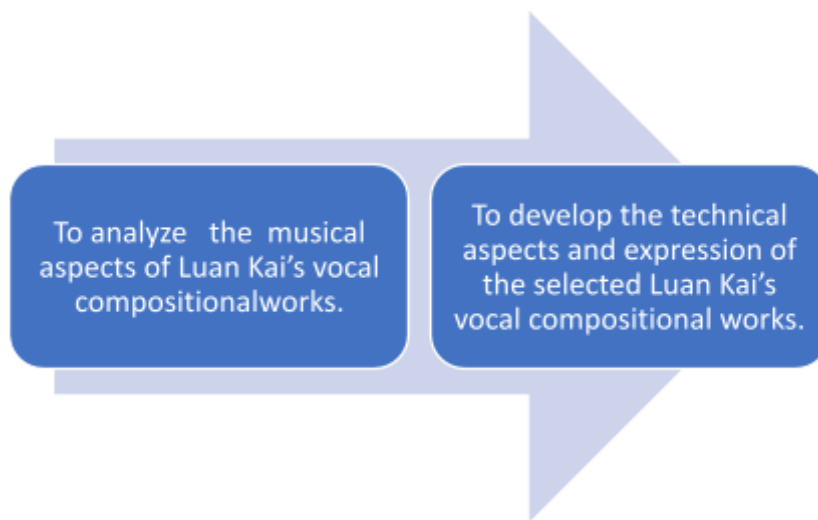 To analyze the musical
aspects of Luan Kai’s vocal
compositionalworks.
To develop the technical
aspects and expression of
the selected Luan Kai’s
vocal compositional works.